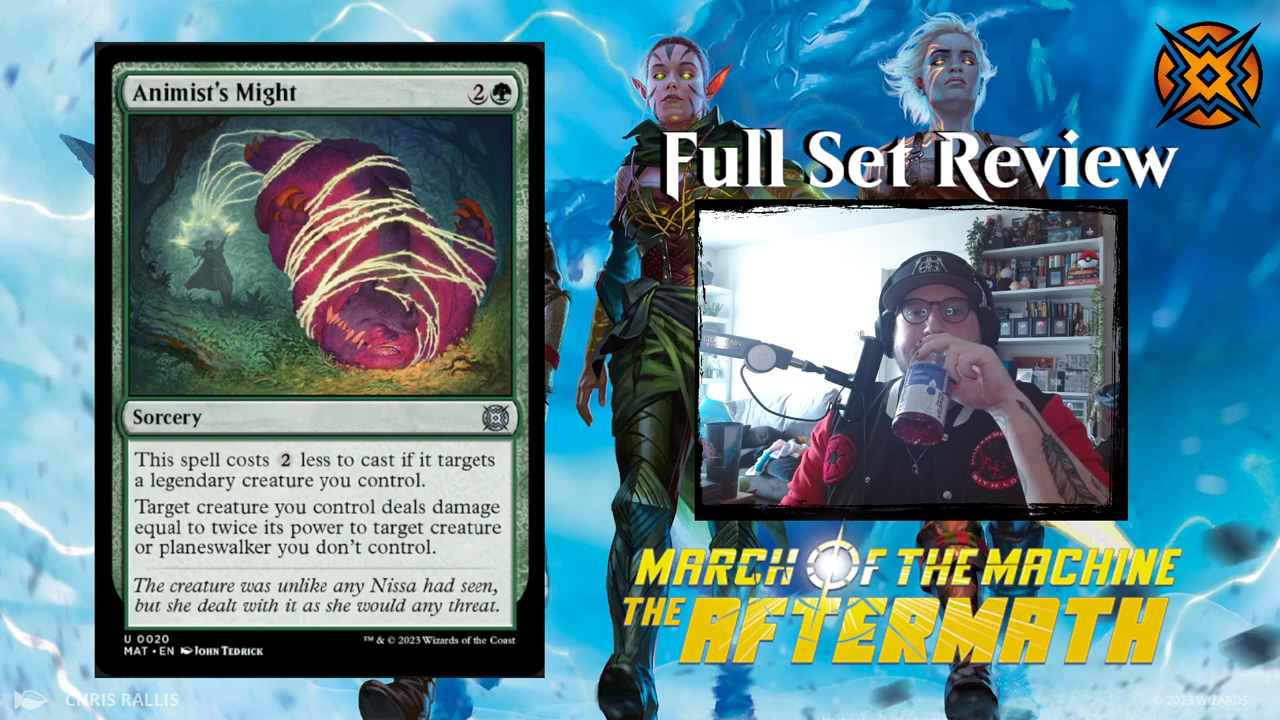 Animist's Might
2
Sorcery
This spell costs 2 less to cast if it targets
a legendary creature you control.
Target creature you control deals damage
equal to twice its power to target creature
or planeswalker you don't control.
The creature was unlike any Nissa had seen,
but she dealt with it as she would any threat.
U 0020
MAT • EN JOHN TEDRICK
™ & © 2023 Wizards of the Coast
Full Set Review
MARCH OF THE MACHINE
THE AFTERMATH
CHRIS RALLIS
© 2023 WIZARDS